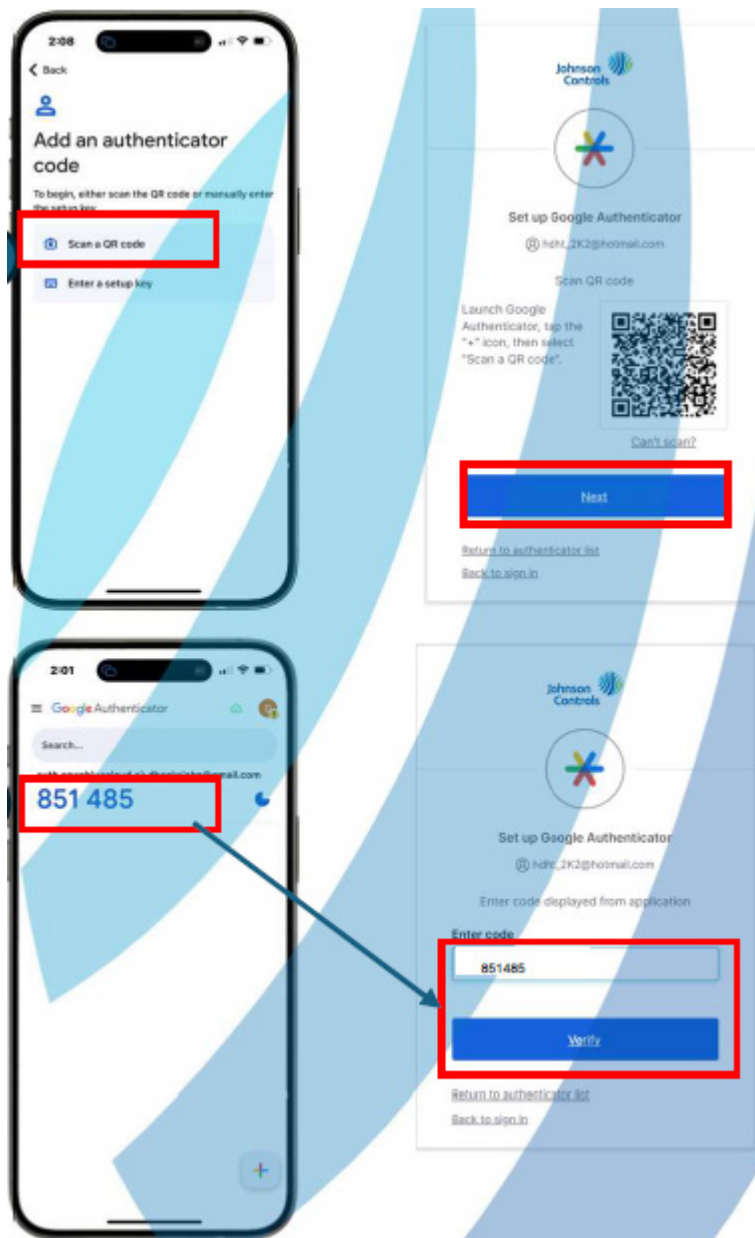 2:08
Back
Add an authenticator
code
To begin, either scan the QR code or manually enter
the setup key
Scan a QR code
Enter a setup key
Johnson
Controls
Set up Google Authenticator
hdht_2K2@hotmail.com
Scan QR code
Launch Google
Authenticator, tap the
"+" icon, then select
"Scan a QR code".
Can't scan?
Next
Return to authenticator list
Back to sign in
2:01
Google Authenticator
Search...
851 485
Johnson
Controls
Set up Google Authenticator
hdht_2K2@hotmail.com
Enter code displayed from application
Enter code
851485
Verify
Return to authenticator list
Back to sign in